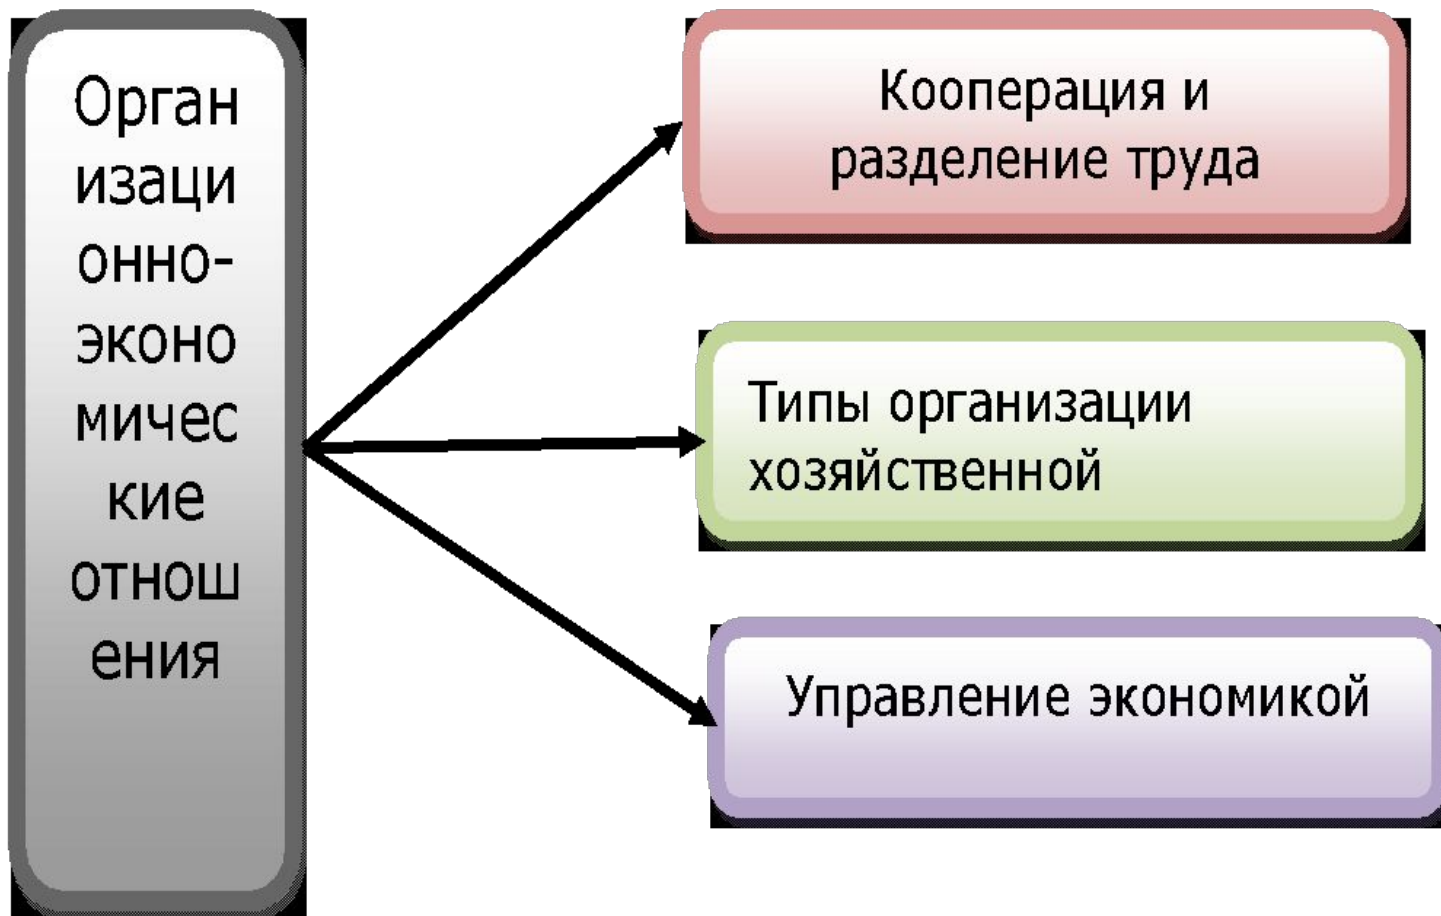 Орган
изаци
онно-
эконо
мичес
кие
отнош
ения
Кооперация и
разделение труда
Типы организации
хозяйственной
Управление экономикой